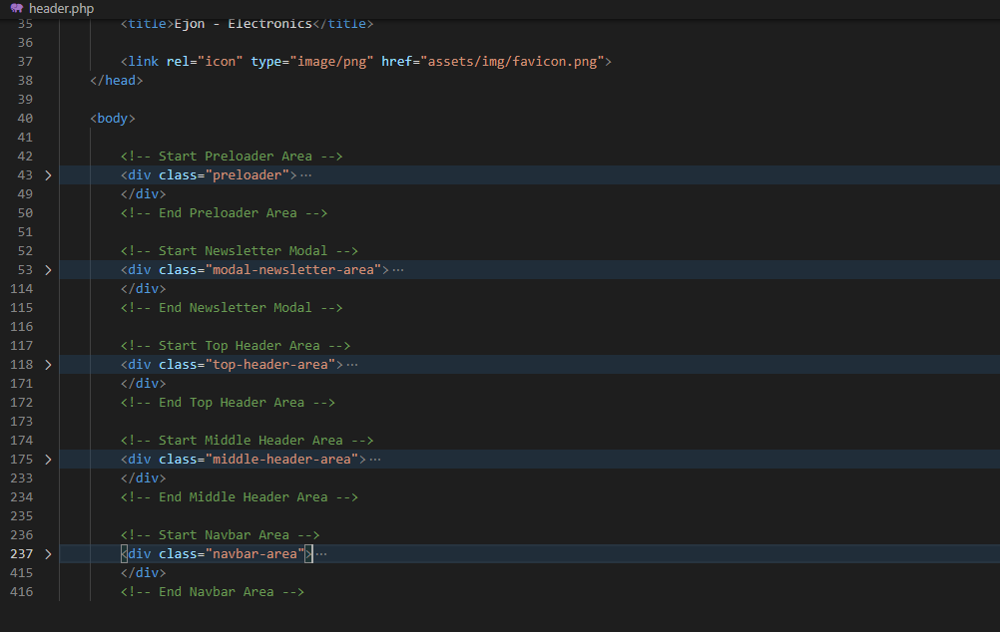 header.php
35 <title>Ejon - Electronics</title>
36
37 <link rel="icon" type="image/png" href="assets/img/favicon.png">
38 </head>
39
40 <body>
41
42 <!-- Start Preloader Area -->
43 <div class="preloader">···
49 </div>
50 <!-- End Preloader Area -->
51
52 <!-- Start Newsletter Modal -->
53 <div class="modal-newsletter-area">···
114 </div>
115 <!-- End Newsletter Modal -->
116
117 <!-- Start Top Header Area -->
118 <div class="top-header-area">···
171 </div>
172 <!-- End Top Header Area -->
173
174 <!-- Start Middle Header Area -->
175 <div class="middle-header-area">···
233 </div>
234 <!-- End Middle Header Area -->
235
236 <!-- Start Navbar Area -->
237 <div class="navbar-area">···
415 </div>
416 <!-- End Navbar Area -->